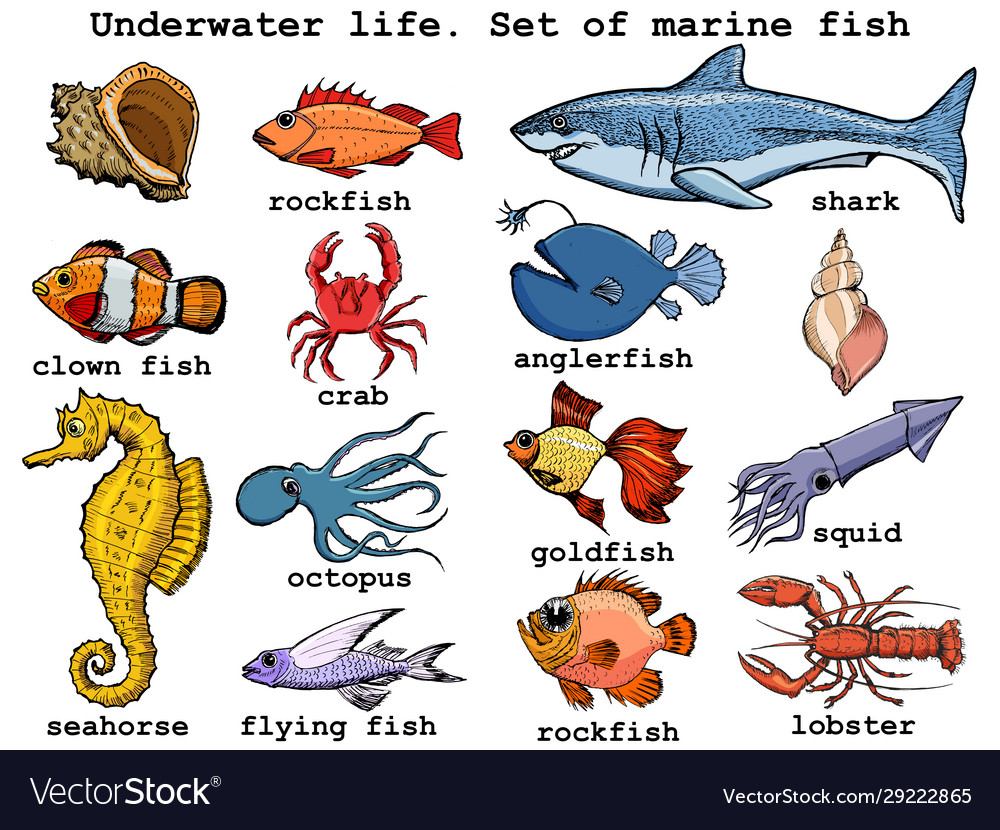 Underwater life. Set of marine fish
rockfish
shark
clown fish
crab
anglerfish
octopus
goldfish
squid
seahorse
flying fish
rockfish
lobster
VectorStock®
VectorStock.com/29222865